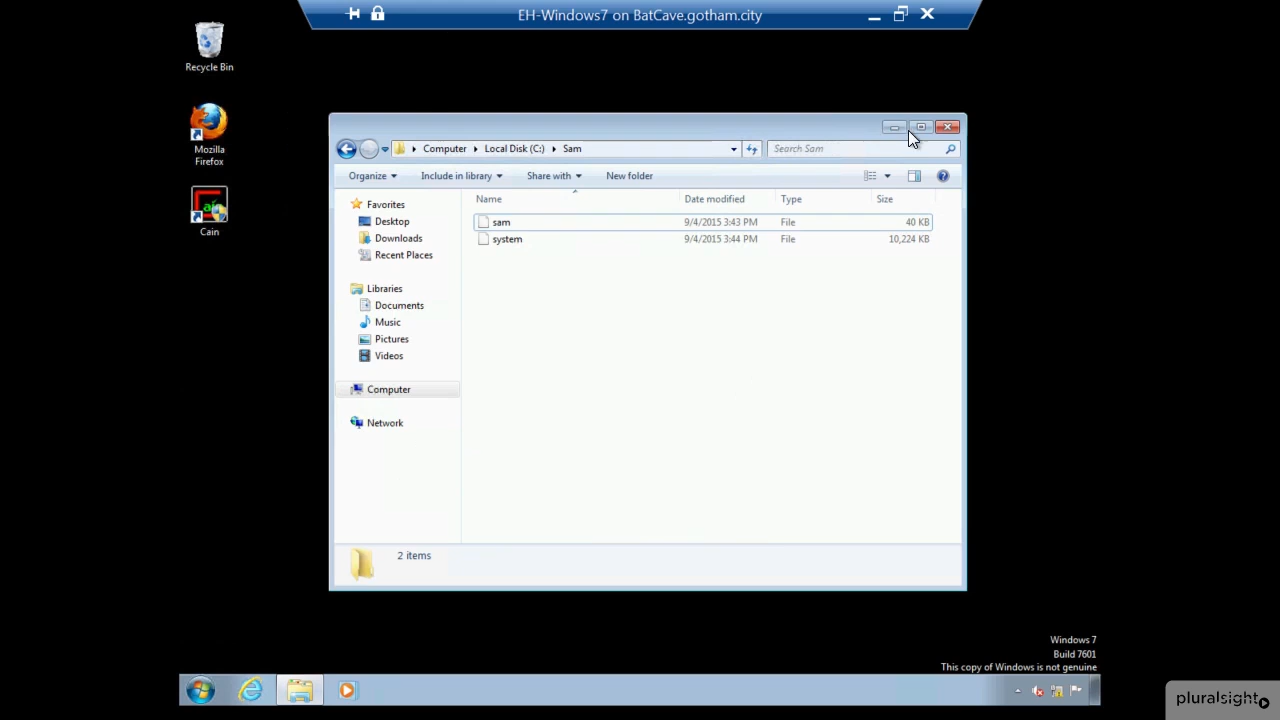 EH-Windows7 on BatCave.gotham.city
Recycle Bin
Mozilla
Firefox
Cain
Computer Local Disk (C:) Sam
Search Sam
Organize Include in library Share with New folder
Name Date modified Type Size
sam 9/4/2015 3:43 PM File 40 KB
system 9/4/2015 3:44 PM File 10,224 KB
Favorites
Desktop
Downloads
Recent Places
Libraries
Documents
Music
Pictures
Videos
Computer
Network
2 items
Windows 7
Build 7601
This copy of Windows is not genuine
pluralsight